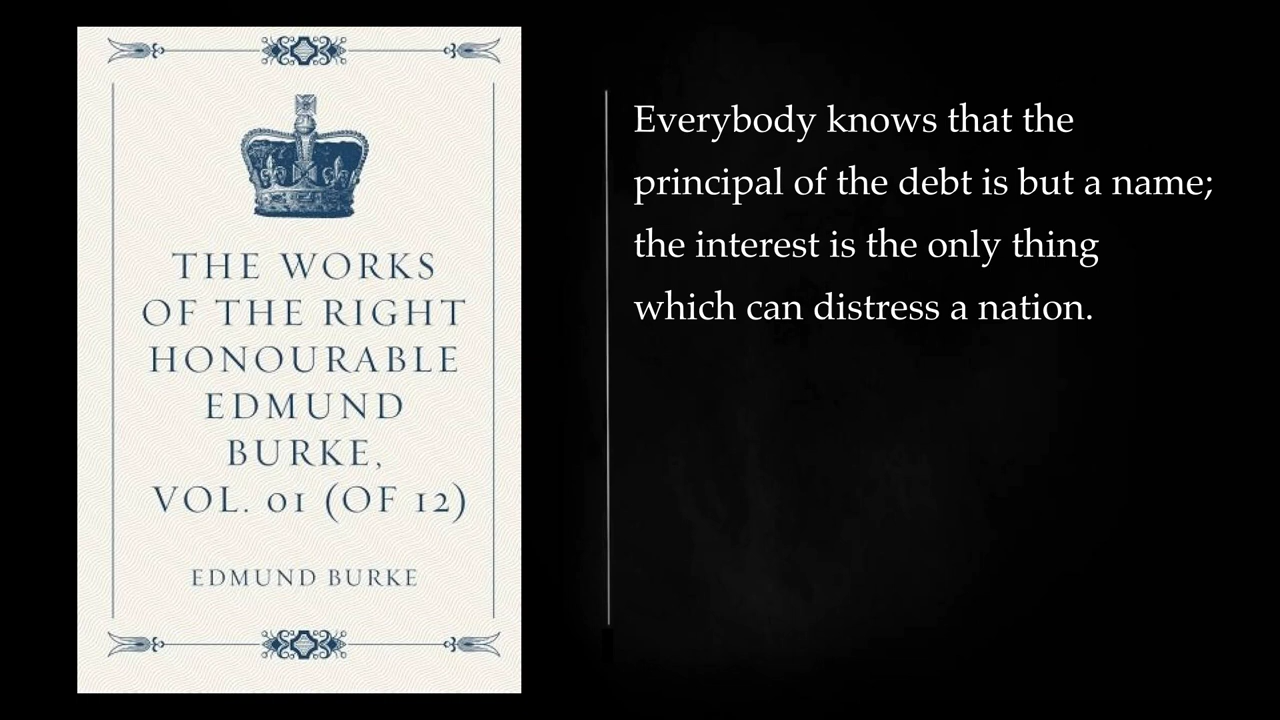 THE WORKS
OF THE RIGHT
HONOURABLE
EDMUND
BURKE,
VOL. 01 (OF 12)
EDMUND BURKE
Everybody knows that the
principal of the debt is but a name;
the interest is the only thing
which can distress a nation.